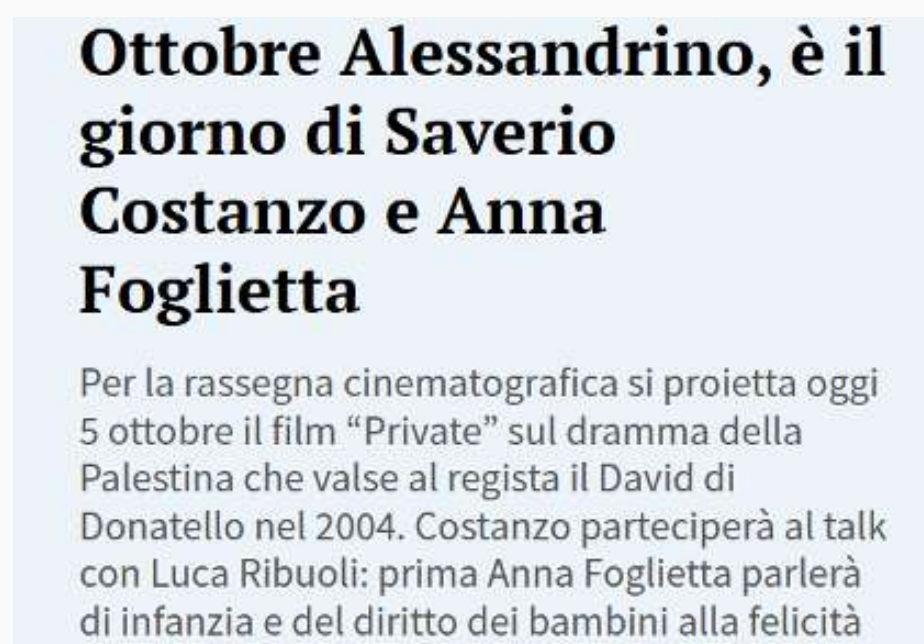 Ottobre Alessandrino, è il
giorno di Saverio
Costanzo e Anna
Foglietta
Per la rassegna cinematografica si proietta oggi
5 ottobre il film “Private” sul dramma della
Palestina che valse al regista il David di
Donatello nel 2004. Costanzo parteciperà al talk
con Luca Ribuoli: prima Anna Foglietta parlerà
di infanzia e del diritto dei bambini alla felicità